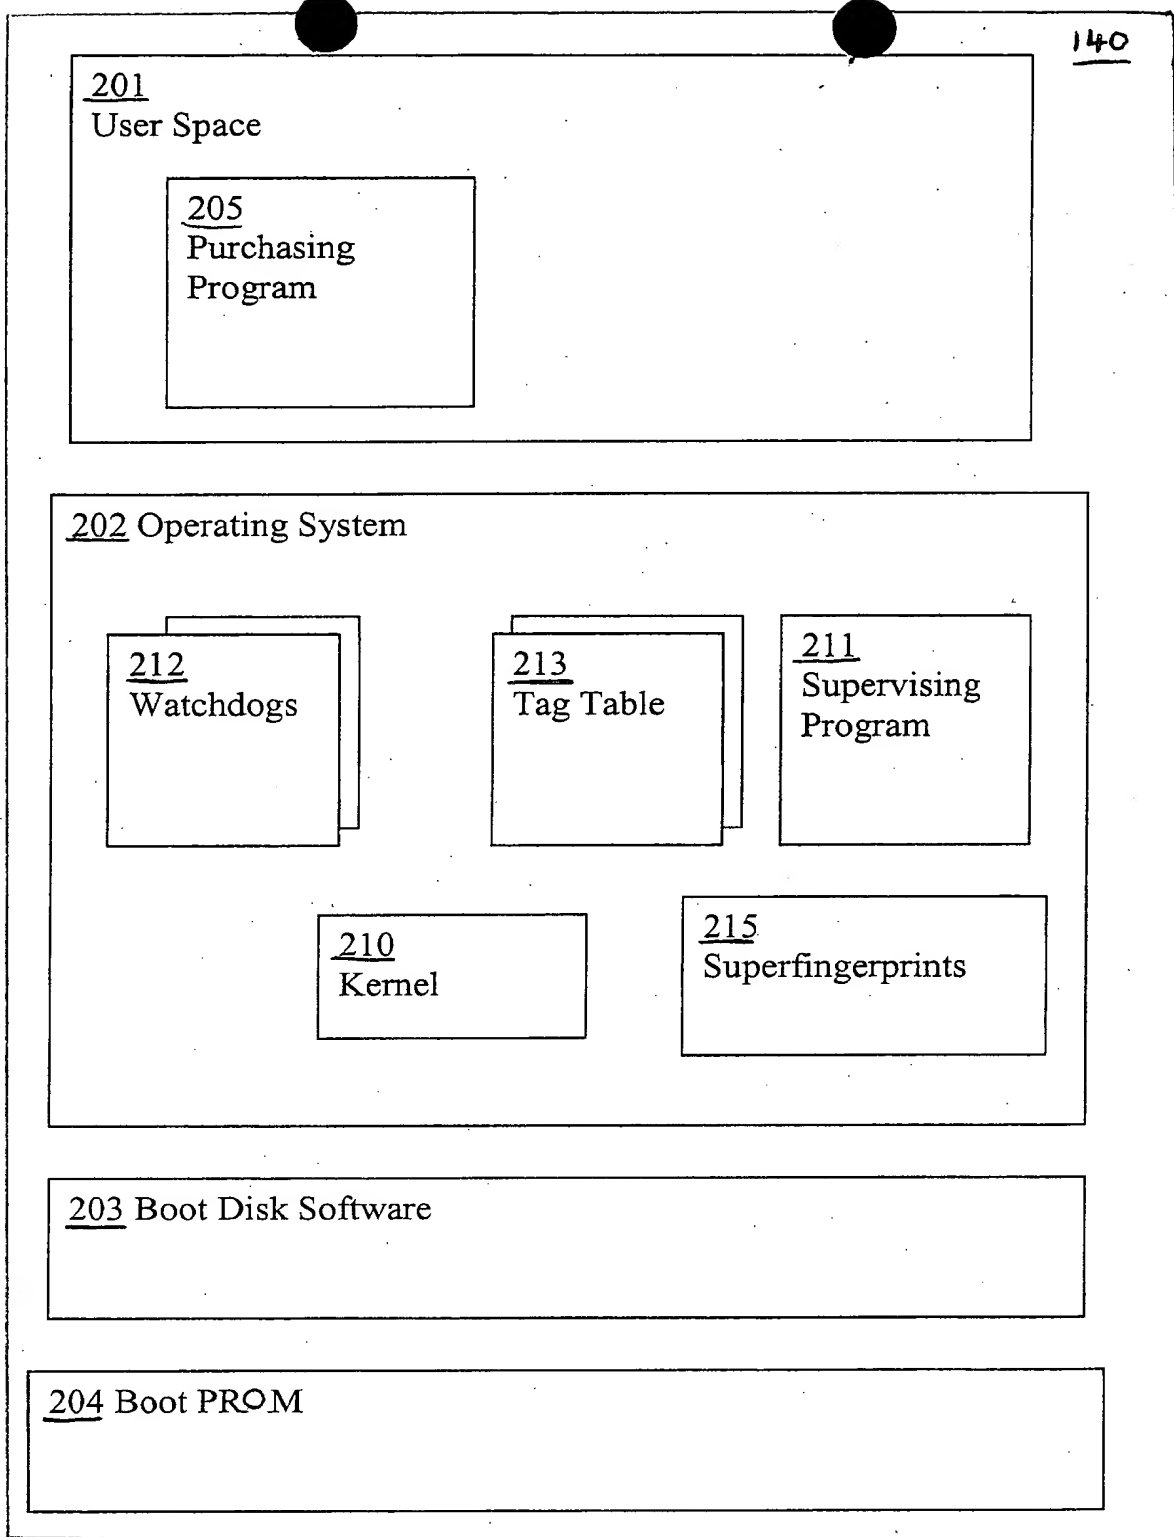 140
201
User Space
205
Purchasing
Program
202 Operating System
212
Watchdogs
213
Tag Table
211
Supervising
Program
210
Kernel
215
Superfingerprints
203 Boot Disk Software
204 Boot PROM